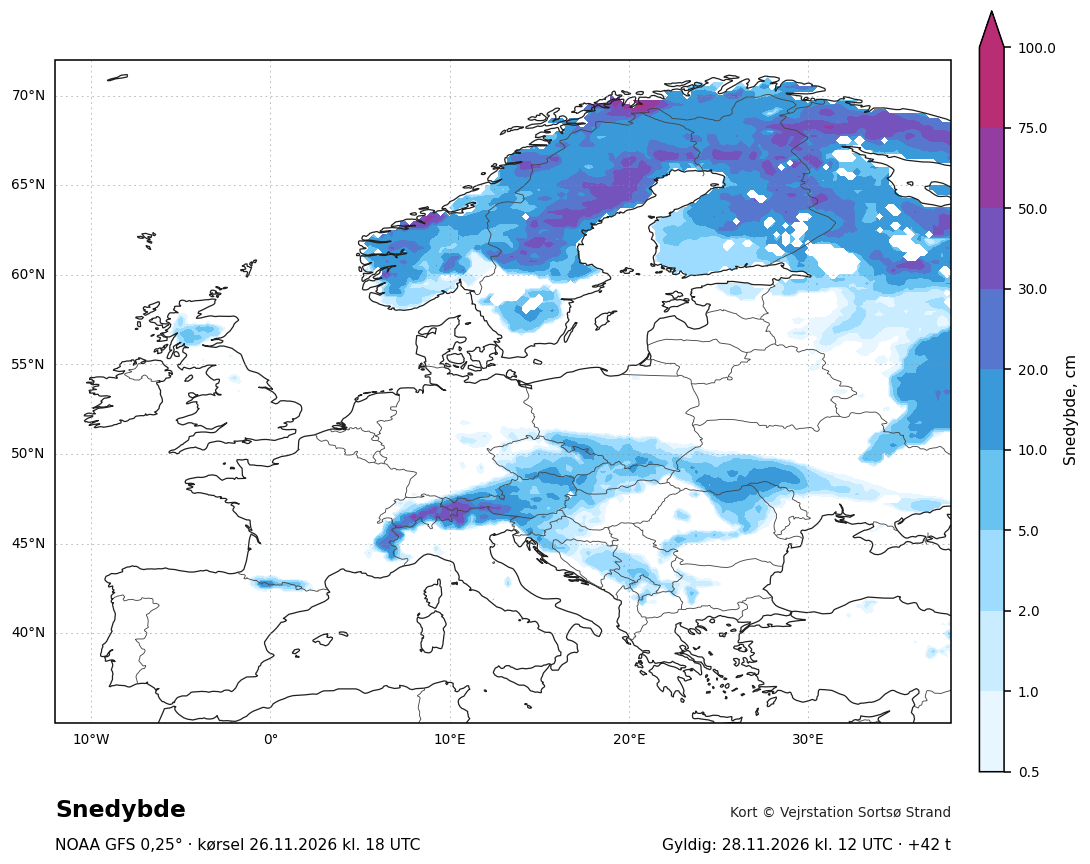 100.0
75.0
50.0
30.0
20.0
10.0
5.0
2.0
1.0
0.5
Snedybde, cm
70°N
65°N
60°N
55°N
50°N
45°N
40°N
10°W 0° 10°E 20°E 30°E
Snedybde
Kort © Vejrstation Sortsø Strand
NOAA GFS 0,25° · kørsel 26.11.2026 kl. 18 UTC
Gyldig: 28.11.2026 kl. 12 UTC · +42 t